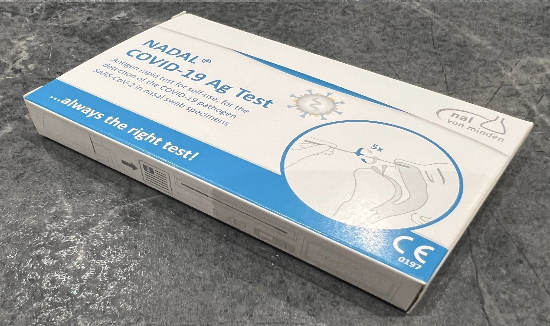 NADAL®
COVID-19 Ag Test
Antigen rapid test for self-use, for the
detection of the COVID-19 pathogen
SARS-CoV-2 in nasal swab specimens
...always the right test!
5x
nal
von minden
CE
0197